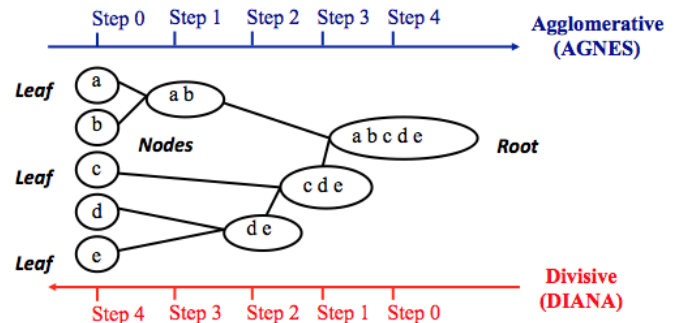 Step 0 Step 1 Step 2 Step 3 Step 4
Agglomerative
(AGNES)
Leaf
a
a b
b
Nodes
a b c d e
Root
Leaf
c
c d e
d
d e
Leaf
e
Divisive
(DIANA)
Step 4 Step 3 Step 2 Step 1 Step 0